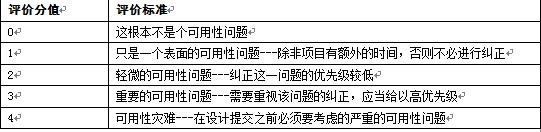 评价分值 评价标准
0 这根本不是个可用性问题
1 只是一个表面的可用性问题---除非项目有额外的时间，否则不必进行纠正
2 轻微的可用性问题---纠正这一问题的优先级较低
3 重要的可用性问题---需要重视该问题的纠正，应当给以高优先级
4 可用性灾难---在设计提交之前必须要考虑的严重的可用性问题